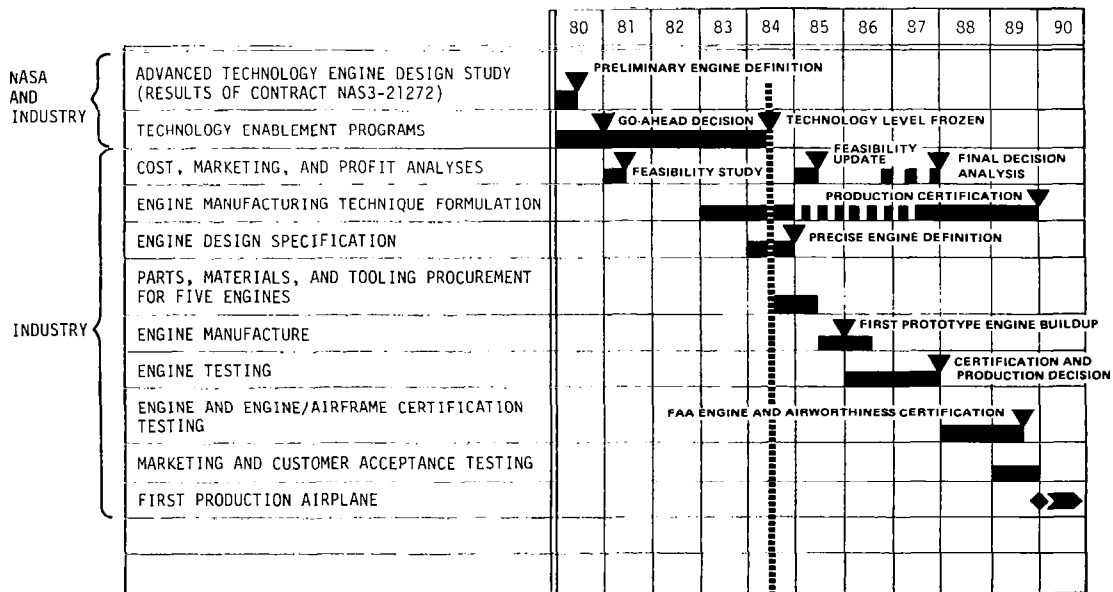 80 81 82 83 84 85 86 87 88 89 90
NASA
AND
INDUSTRY
ADVANCED TECHNOLOGY ENGINE DESIGN STUDY
(RESULTS OF CONTRACT NAS3-21272)
PRELIMINARY ENGINE DEFINITION
TECHNOLOGY ENABLEMENT PROGRAMS
GO-AHEAD DECISION
TECHNOLOGY LEVEL FROZEN
INDUSTRY
COST, MARKETING, AND PROFIT ANALYSES
FEASIBILITY STUDY
FEASIBILITY
UPDATE
FINAL DECISION
ANALYSIS
ENGINE MANUFACTURING TECHNIQUE FORMULATION
PRODUCTION CERTIFICATION
ENGINE DESIGN SPECIFICATION
PRECISE ENGINE DEFINITION
PARTS, MATERIALS, AND TOOLING PROCUREMENT
FOR FIVE ENGINES
ENGINE MANUFACTURE
FIRST PROTOTYPE ENGINE BUILDUP
ENGINE TESTING
CERTIFICATION AND
PRODUCTION DECISION
ENGINE AND ENGINE/AIRFRAME CERTIFICATION
TESTING
FAA ENGINE AND AIRWORTHINESS CERTIFICATION
MARKETING AND CUSTOMER ACCEPTANCE TESTING
FIRST PRODUCTION AIRPLANE